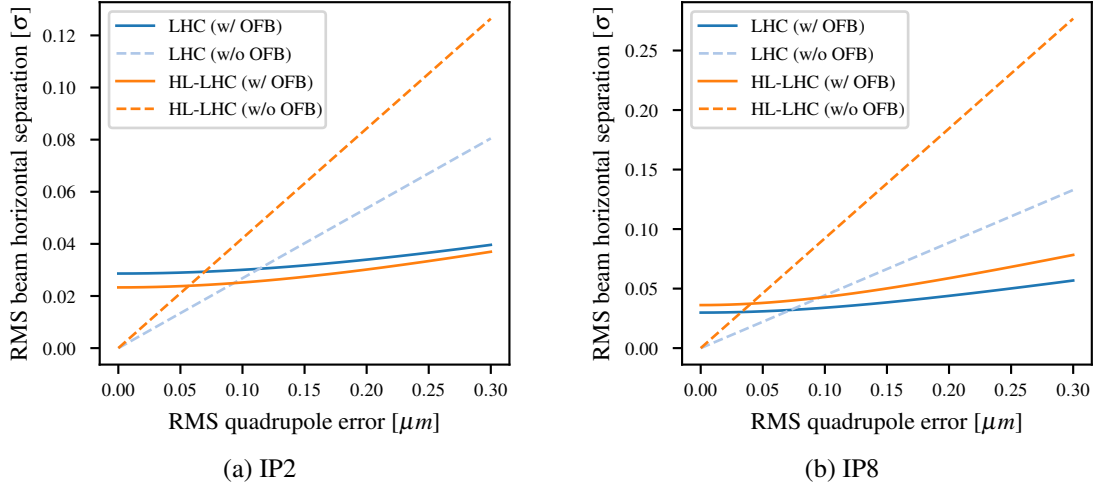 RMS beam horizontal separation [σ]
0.12
0.10
0.08
0.06
0.04
0.02
0.00
LHC (w/ OFB)
LHC (w/o OFB)
HL-LHC (w/ OFB)
HL-LHC (w/o OFB)
0.00 0.05 0.10 0.15 0.20 0.25 0.30
RMS quadrupole error [μm]
(a) IP2
RMS beam horizontal separation [σ]
0.25
0.20
0.15
0.10
0.05
0.00
LHC (w/ OFB)
LHC (w/o OFB)
HL-LHC (w/ OFB)
HL-LHC (w/o OFB)
0.00 0.05 0.10 0.15 0.20 0.25 0.30
RMS quadrupole error [μm]
(b) IP8